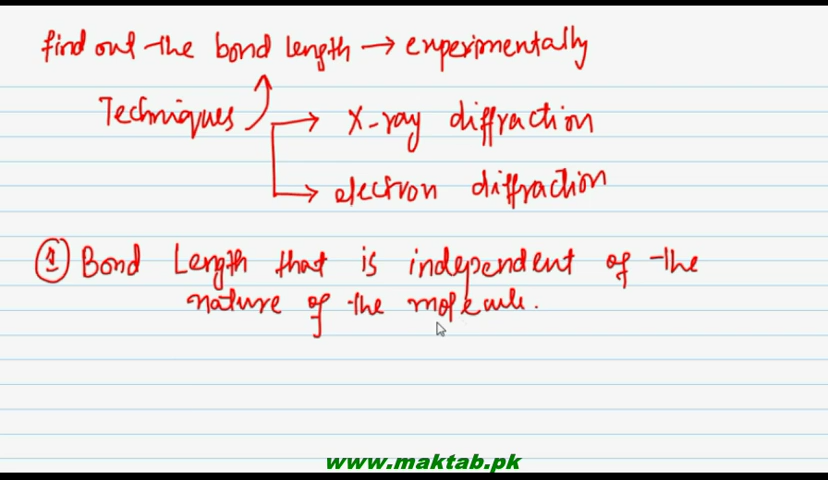 find out the bond length → experimentally
Techniques → X-ray diffraction
→ electron diffraction
① Bond Length that is independent of the
nature of the molecule.
www.maktab.pk